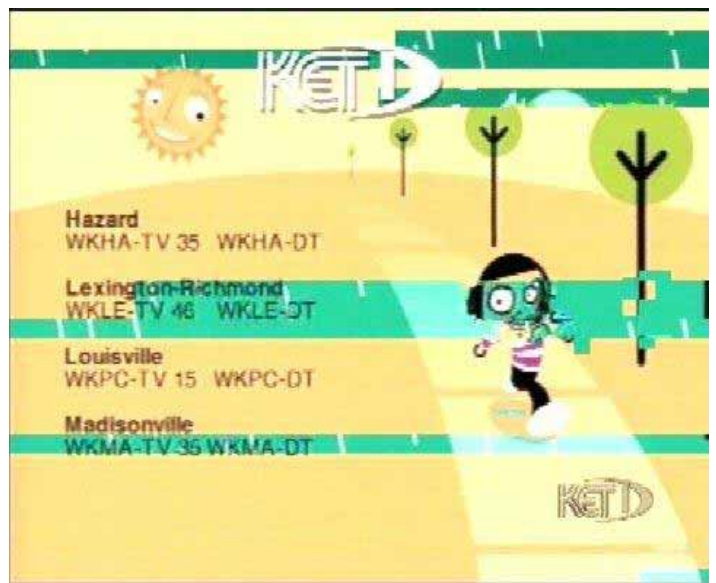 KET D
Hazard
WKHA-TV 35 WKHA-DT
Lexington-Richmond
WKLE-TV 46 WKLE-DT
Louisville
WKPC-TV 15 WKPC-DT
Madisonville
WKMA-TV 35 WKMA-DT
KET D